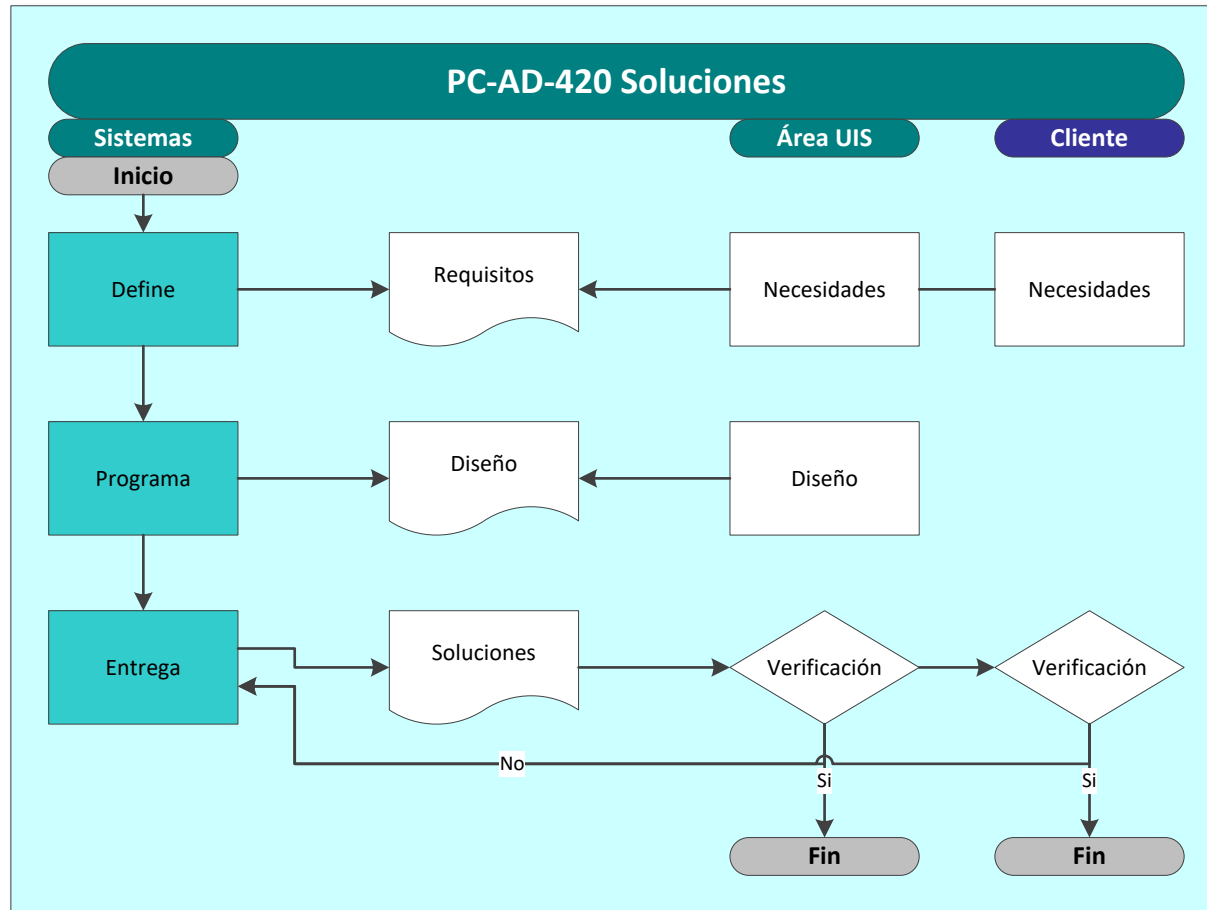 PC-AD-420 Soluciones
Sistemas
Área UIS
Cliente
Inicio
Define
Requisitos
Necesidades
Necesidades
Programa
Diseño
Diseño
Entrega
Soluciones
Verificación
Verificación
No
Si
Si
Fin
Fin